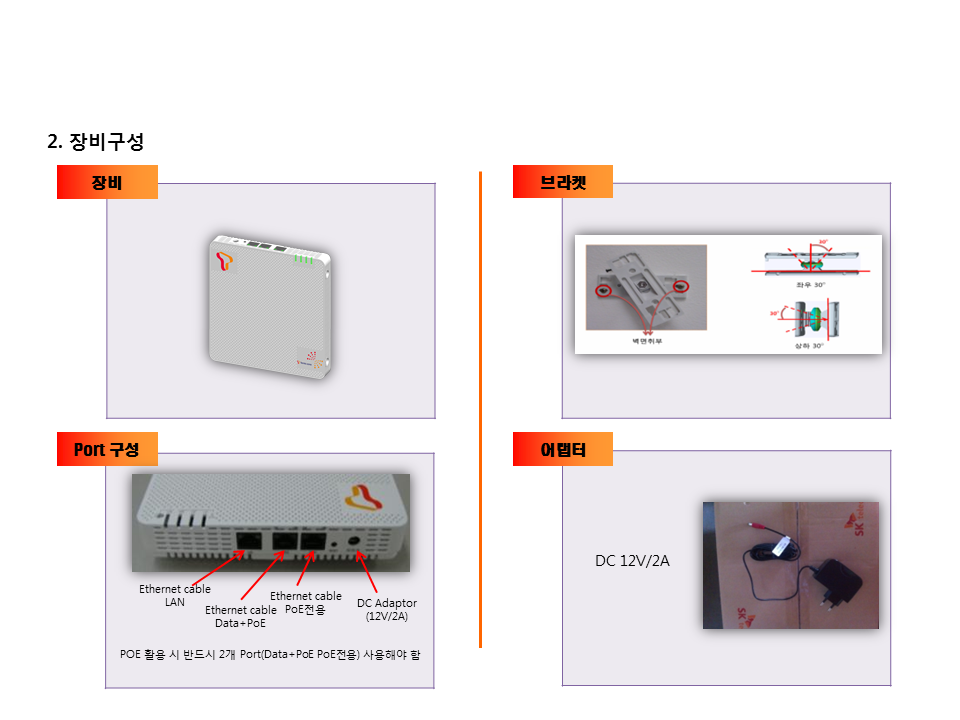 2. 장비구성
장비
브라켓
30°
좌우 30°
30°
상하 30°
벽면취부
Port 구성
Ethernet cable
LAN
Ethernet cable
Data+PoE
Ethernet cable
PoE전용
DC Adaptor
(12V/2A)
POE 활용 시 반드시 2개 Port(Data+PoE PoE전용) 사용해야 함
어댑터
DC 12V/2A
SK